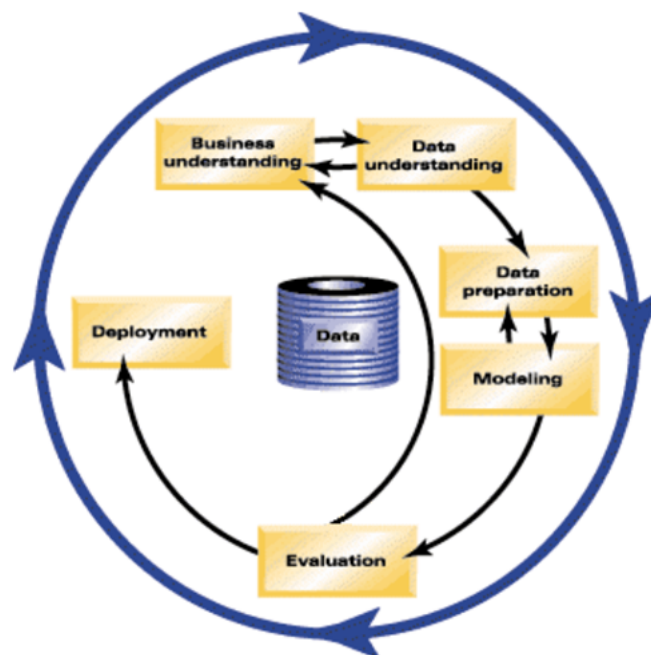 Business
understanding
Data
understanding
Data
preparation
Deployment
Data
Modeling
Evaluation